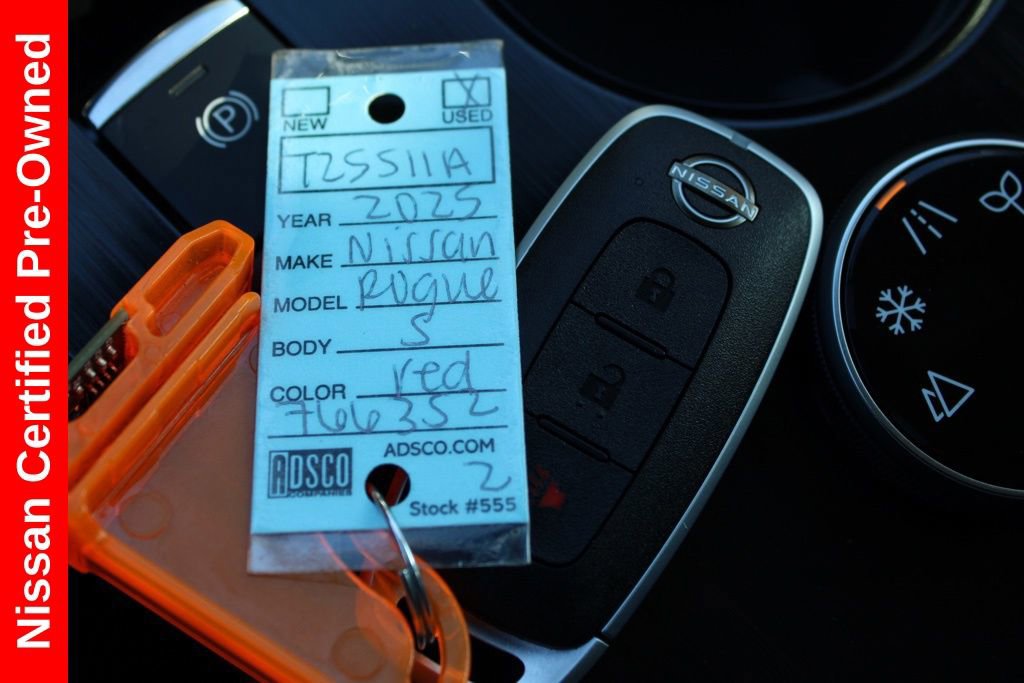 Nissan Certified Pre-Owned
P
NEW
X
USED
T25511A
YEAR 2025
MAKE Nissan
MODEL Rogue
BODY S
COLOR red
766352
ADSCO
COMPANIES
ADSCO.COM
2
Stock #555
NISSAN